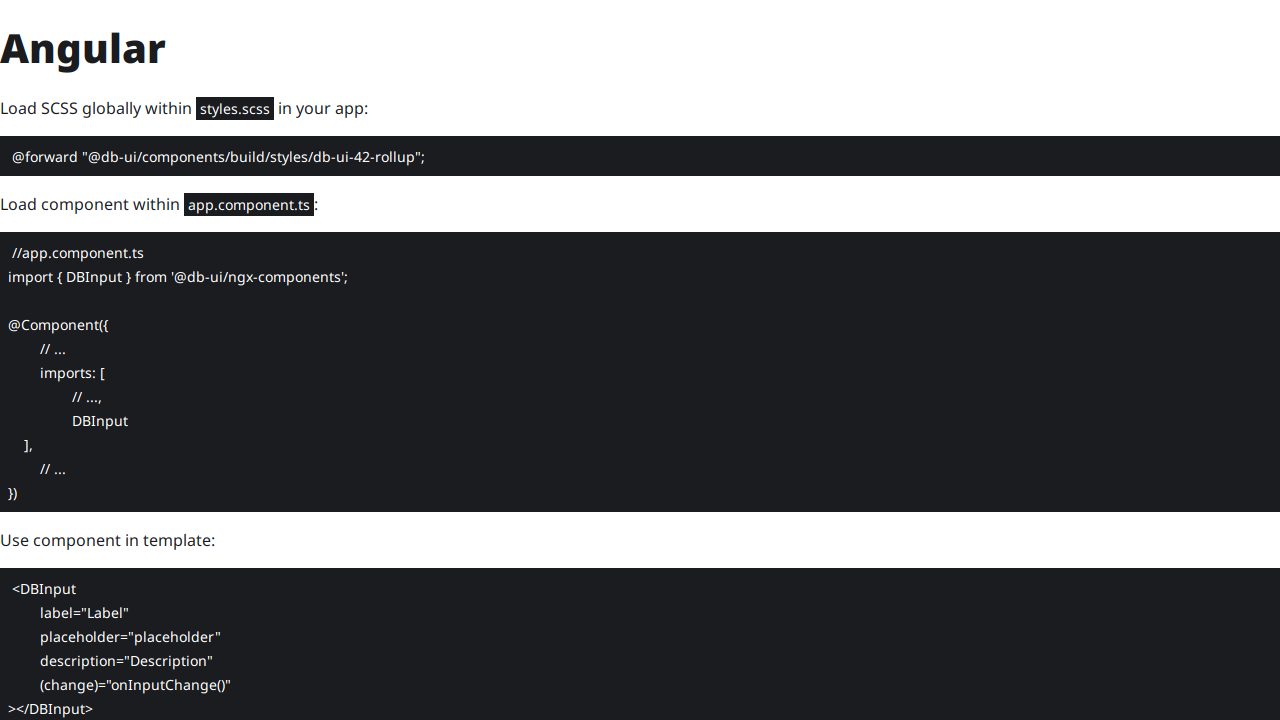 Angular
Load SCSS globally within styles.scss in your app:
@forward "@db-ui/components/build/styles/db-ui-42-rollup";
Load component within app.component.ts:
//app.component.ts
import { DBInput } from '@db-ui/ngx-components';
@Component({
// ...
imports: [
// ...,
DBInput
],
// ...
})
Use component in template:
<DBInput
label="Label"
placeholder="placeholder"
description="Description"
(change)="onInputChange()"
></DBInput>